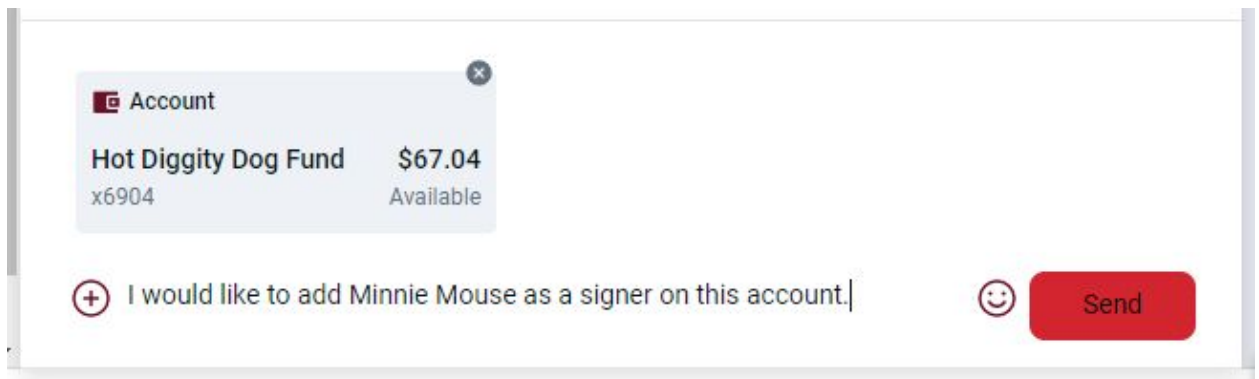 Account
Hot Diggity Dog Fund $67.04
x6904 Available
I would like to add Minnie Mouse as a signer on this account.
Send